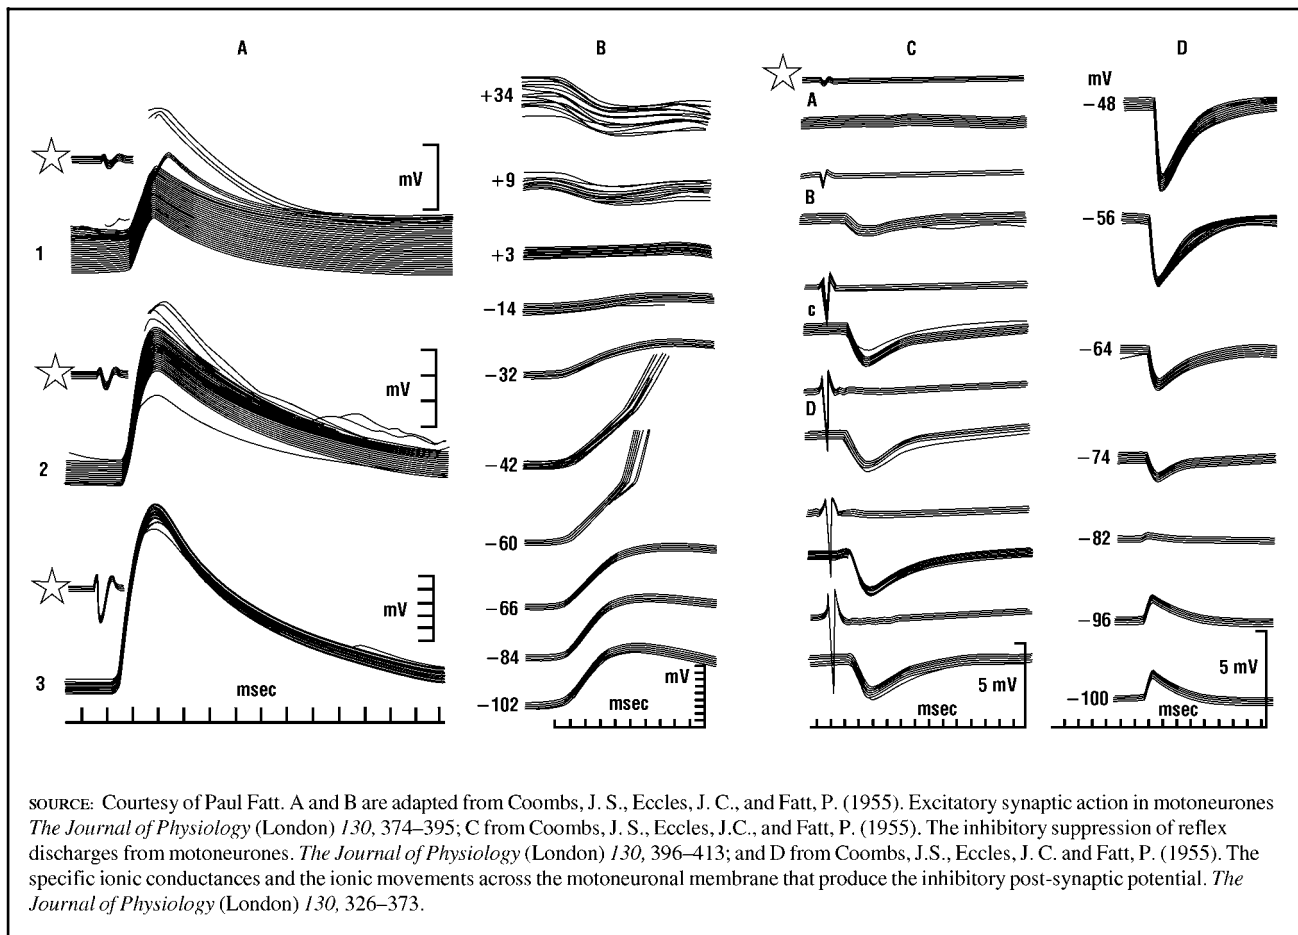 A B C D
1
mV
2
mV
3
mV
msec
+34
+9
+3
−14
−32
−42
−60
−66
−84
−102
mV
msec
A
B
c
D
5 mV
msec
mV
−48
−56
−64
−74
−82
−96
−100
5 mV
msec
SOURCE: Courtesy of Paul Fatt. A and B are adapted from Coombs, J. S., Eccles, J. C., and Fatt, P. (1955). Excitatory synaptic action in motoneurones
The Journal of Physiology (London) 130, 374–395; C from Coombs, J. S., Eccles, J.C., and Fatt, P. (1955). The inhibitory suppression of reflex
discharges from motoneurones. The Journal of Physiology (London) 130, 396–413; and D from Coombs, J.S., Eccles, J. C. and Fatt, P. (1955). The
specific ionic conductances and the ionic movements across the motoneuronal membrane that produce the inhibitory post-synaptic potential. The
Journal of Physiology (London) 130, 326–373.